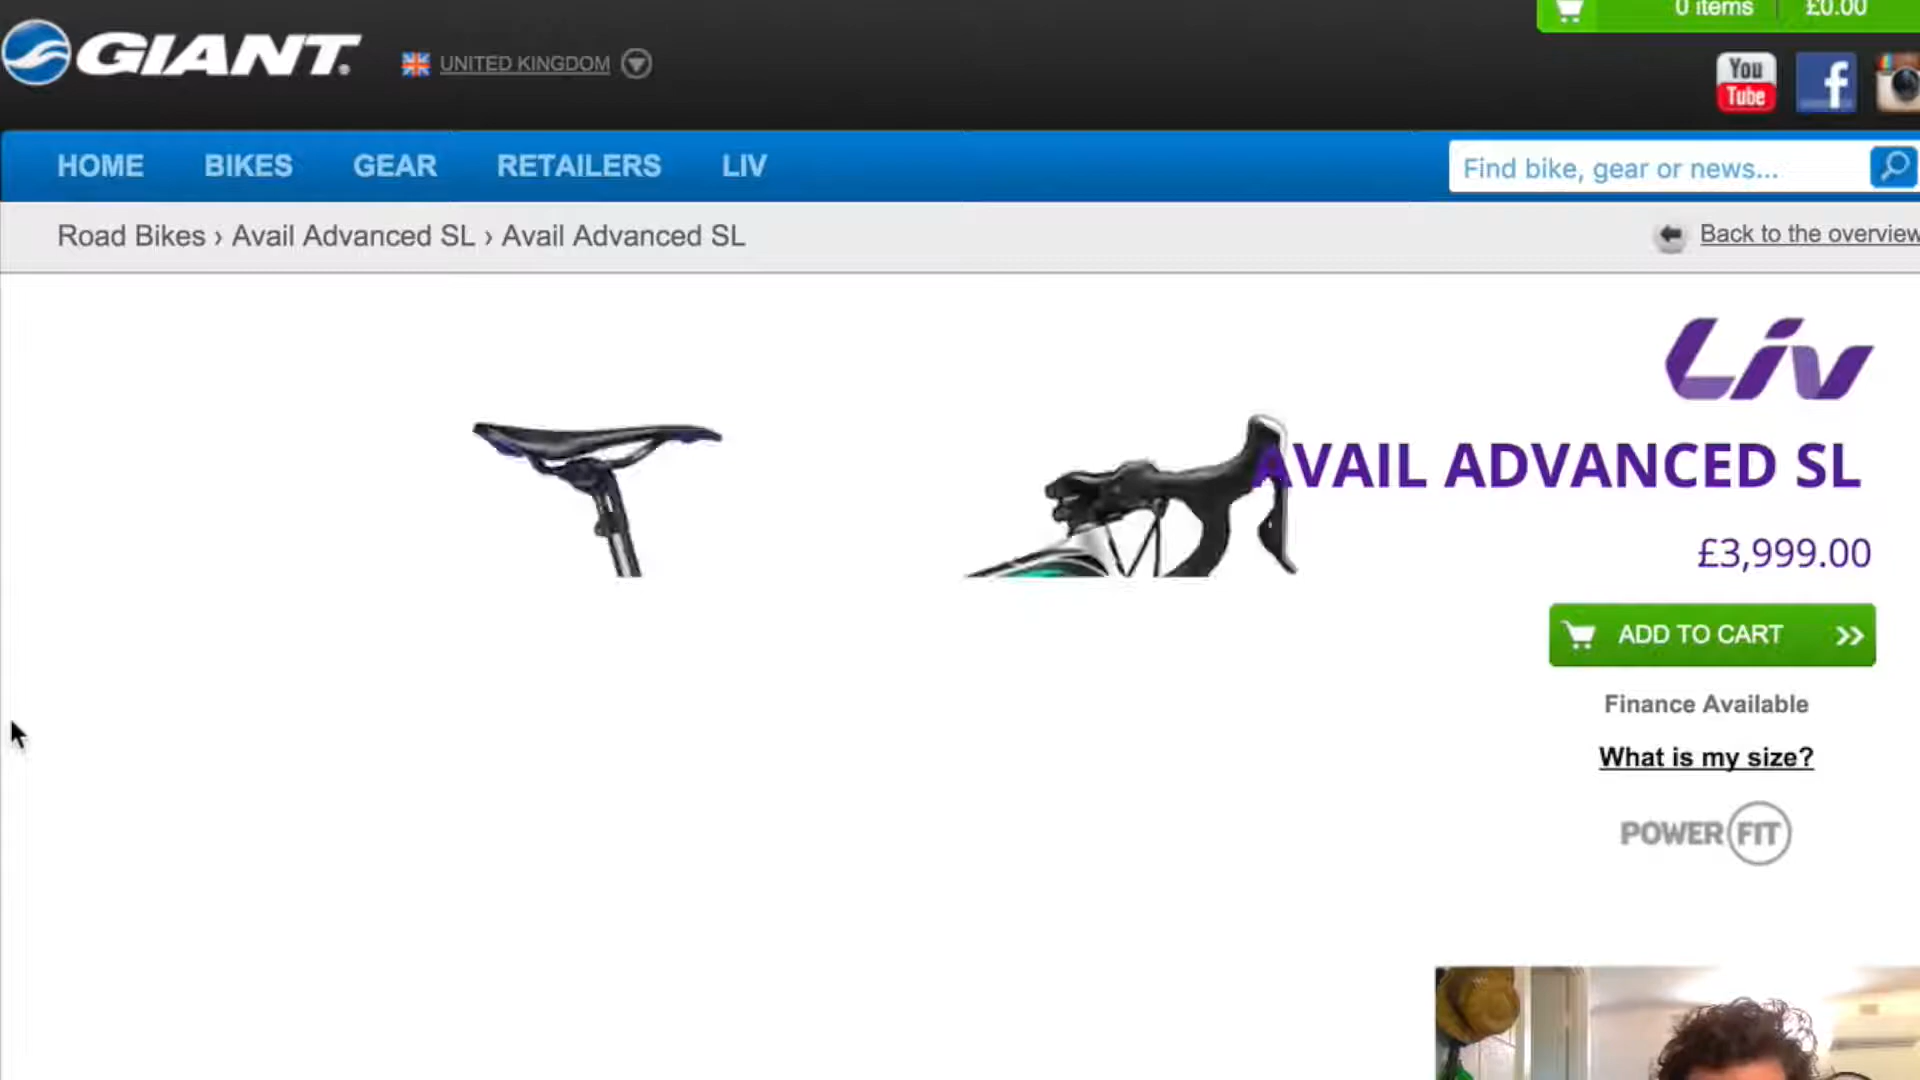 0 items £0.00
GIANT.
UNITED KINGDOM
You
Tube
f
HOME BIKES GEAR RETAILERS LIV
Find bike, gear or news...
Road Bikes › Avail Advanced SL › Avail Advanced SL
Back to the overview
Liv
AVAIL ADVANCED SL
£3,999.00
ADD TO CART
Finance Available
What is my size?
POWER FIT